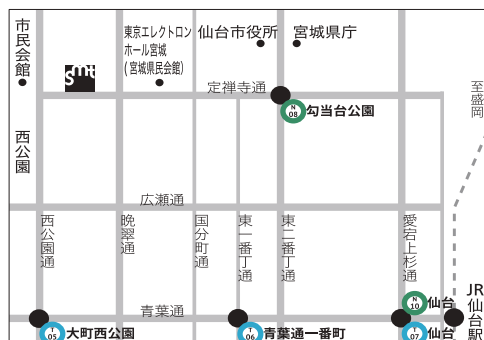 市民会館
東京エレクトロン
ホール宮城
(宮城県民会館)
仙台市役所
宮城県庁
smt
定禅寺通
N
08
勾当台公園
至盛岡
西公園
広瀬通
西公園通
晩翠通
国分町通
東一番丁通
東二番丁通
愛宕上杉通
JR仙台駅
N
10
仙台
青葉通
T
05
大町西公園
T
06
青葉通一番町
T
07
仙台